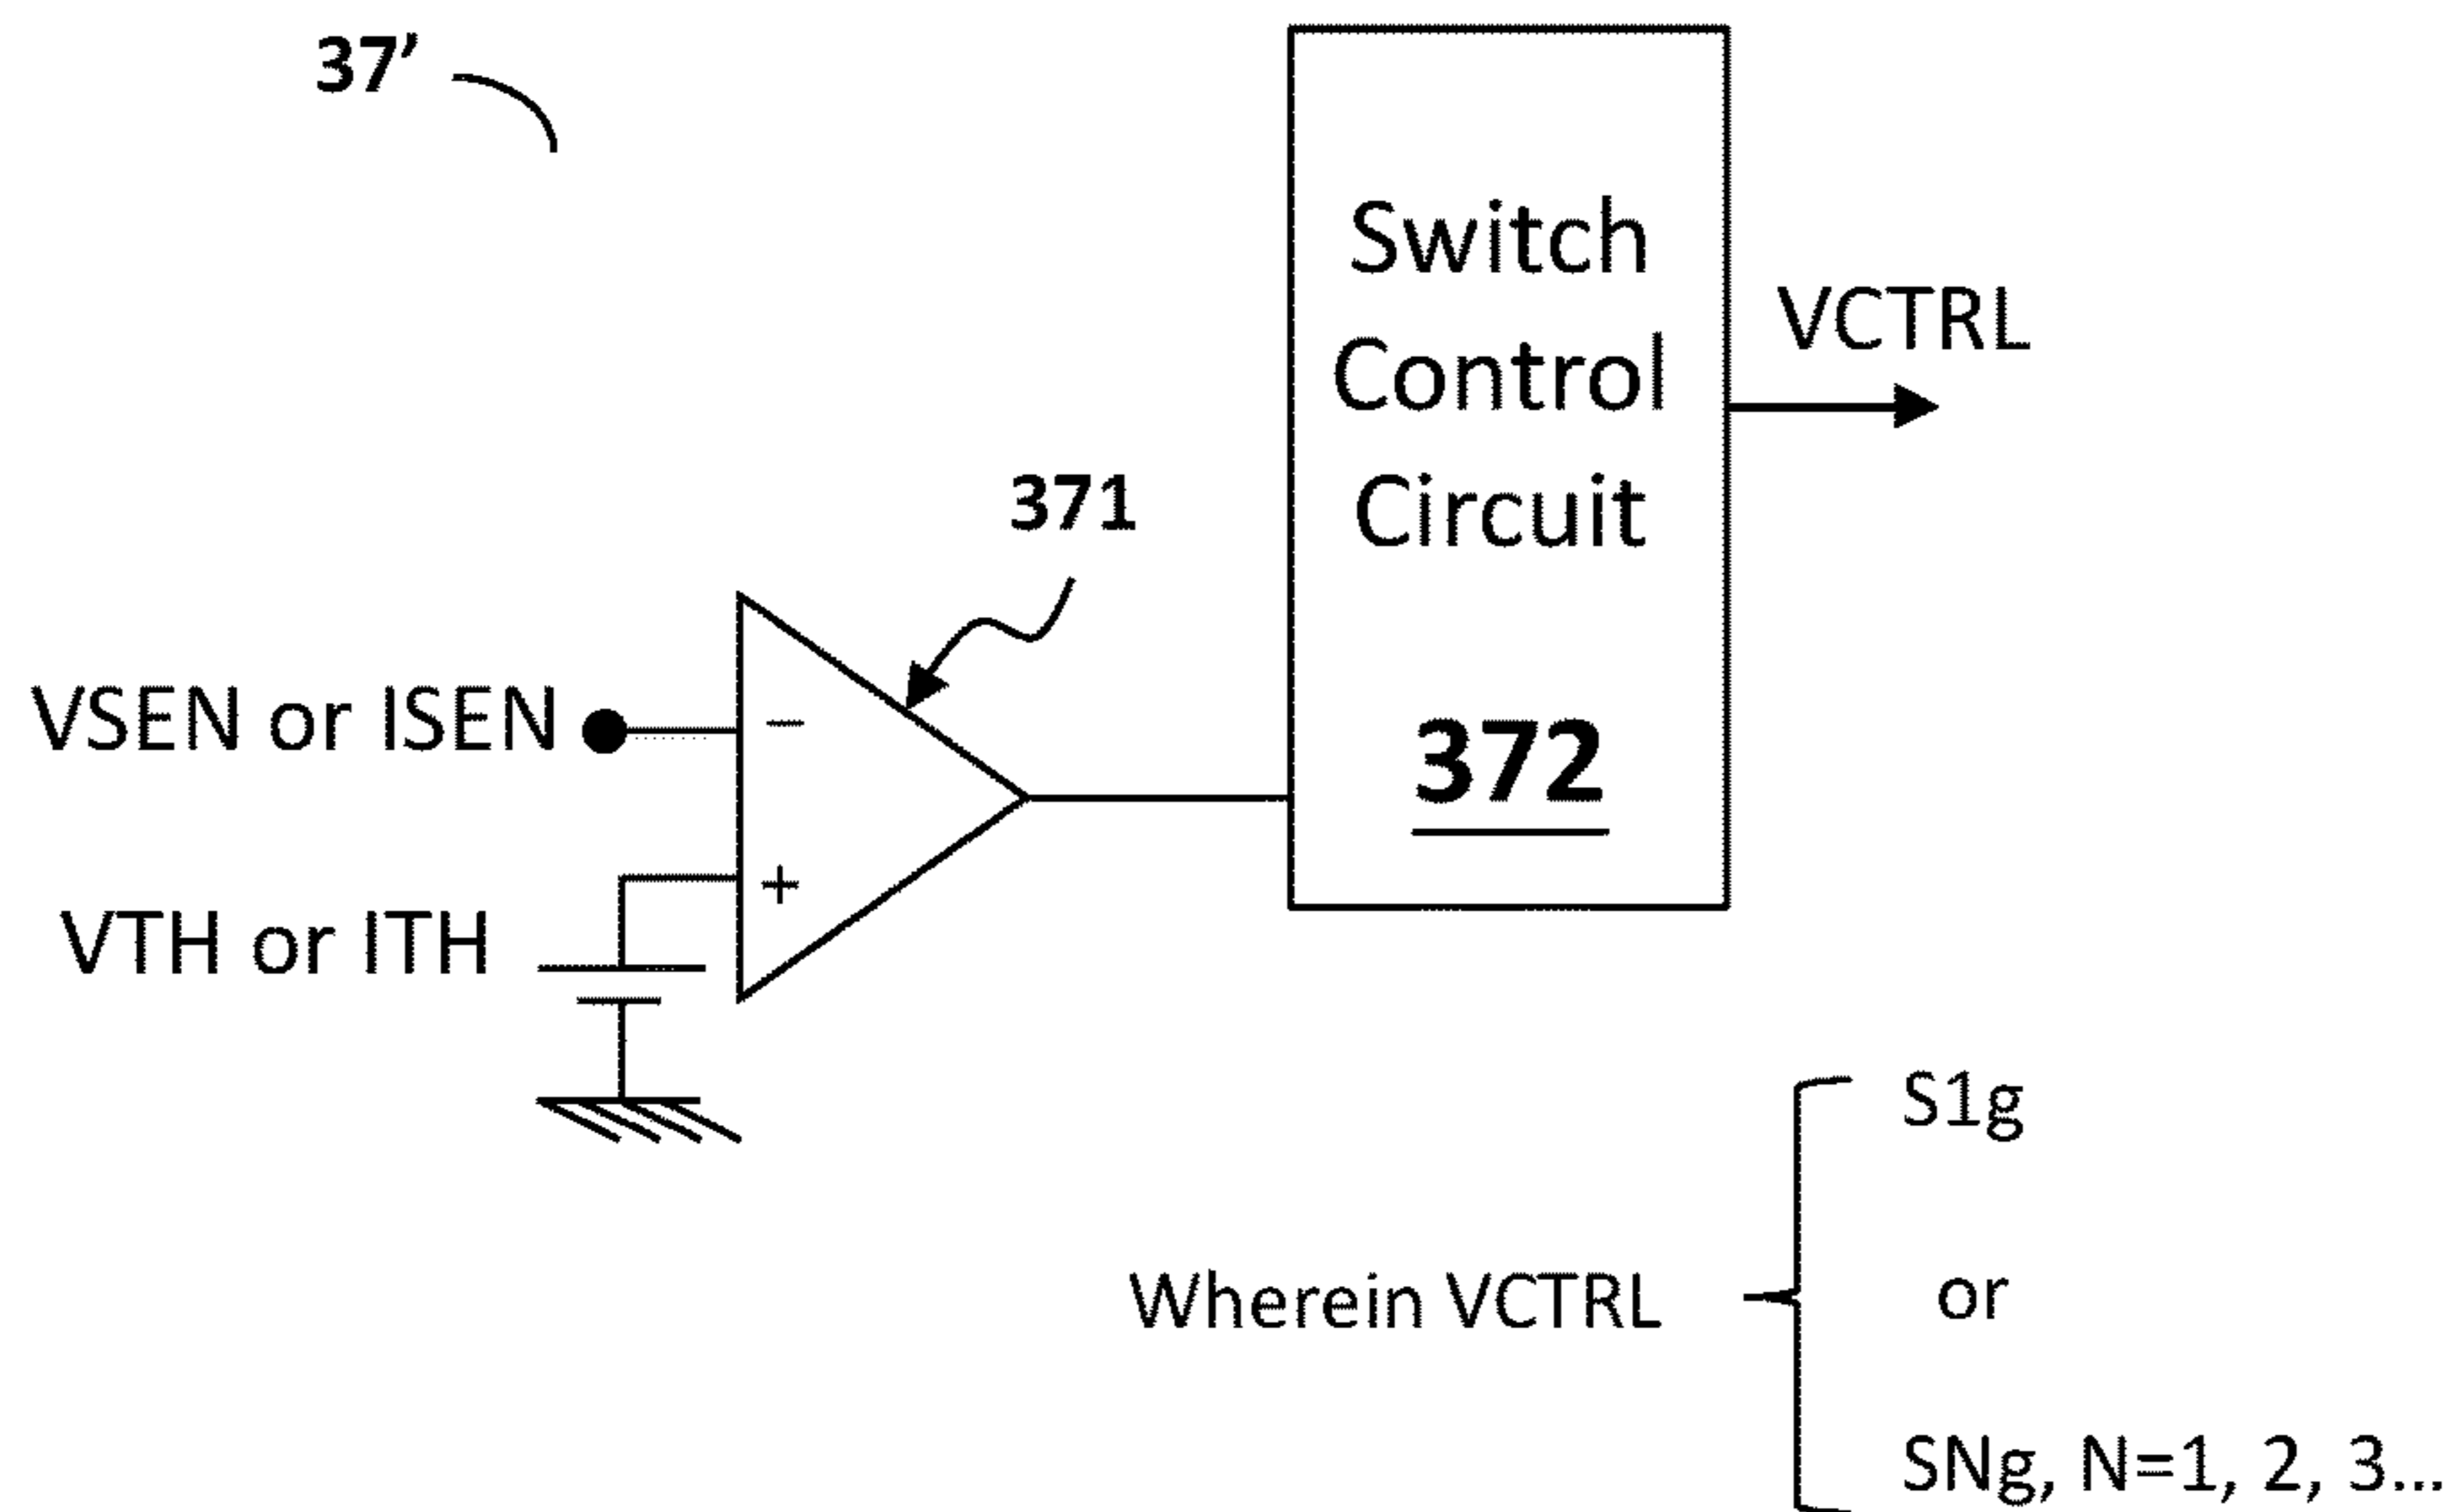 37’
Switch
Control
Circuit
372
VCTRL
371
VSEN or ISEN
−
+
VTH or ITH
Wherein VCTRL
S1g
or
SNg, N=1, 2, 3...